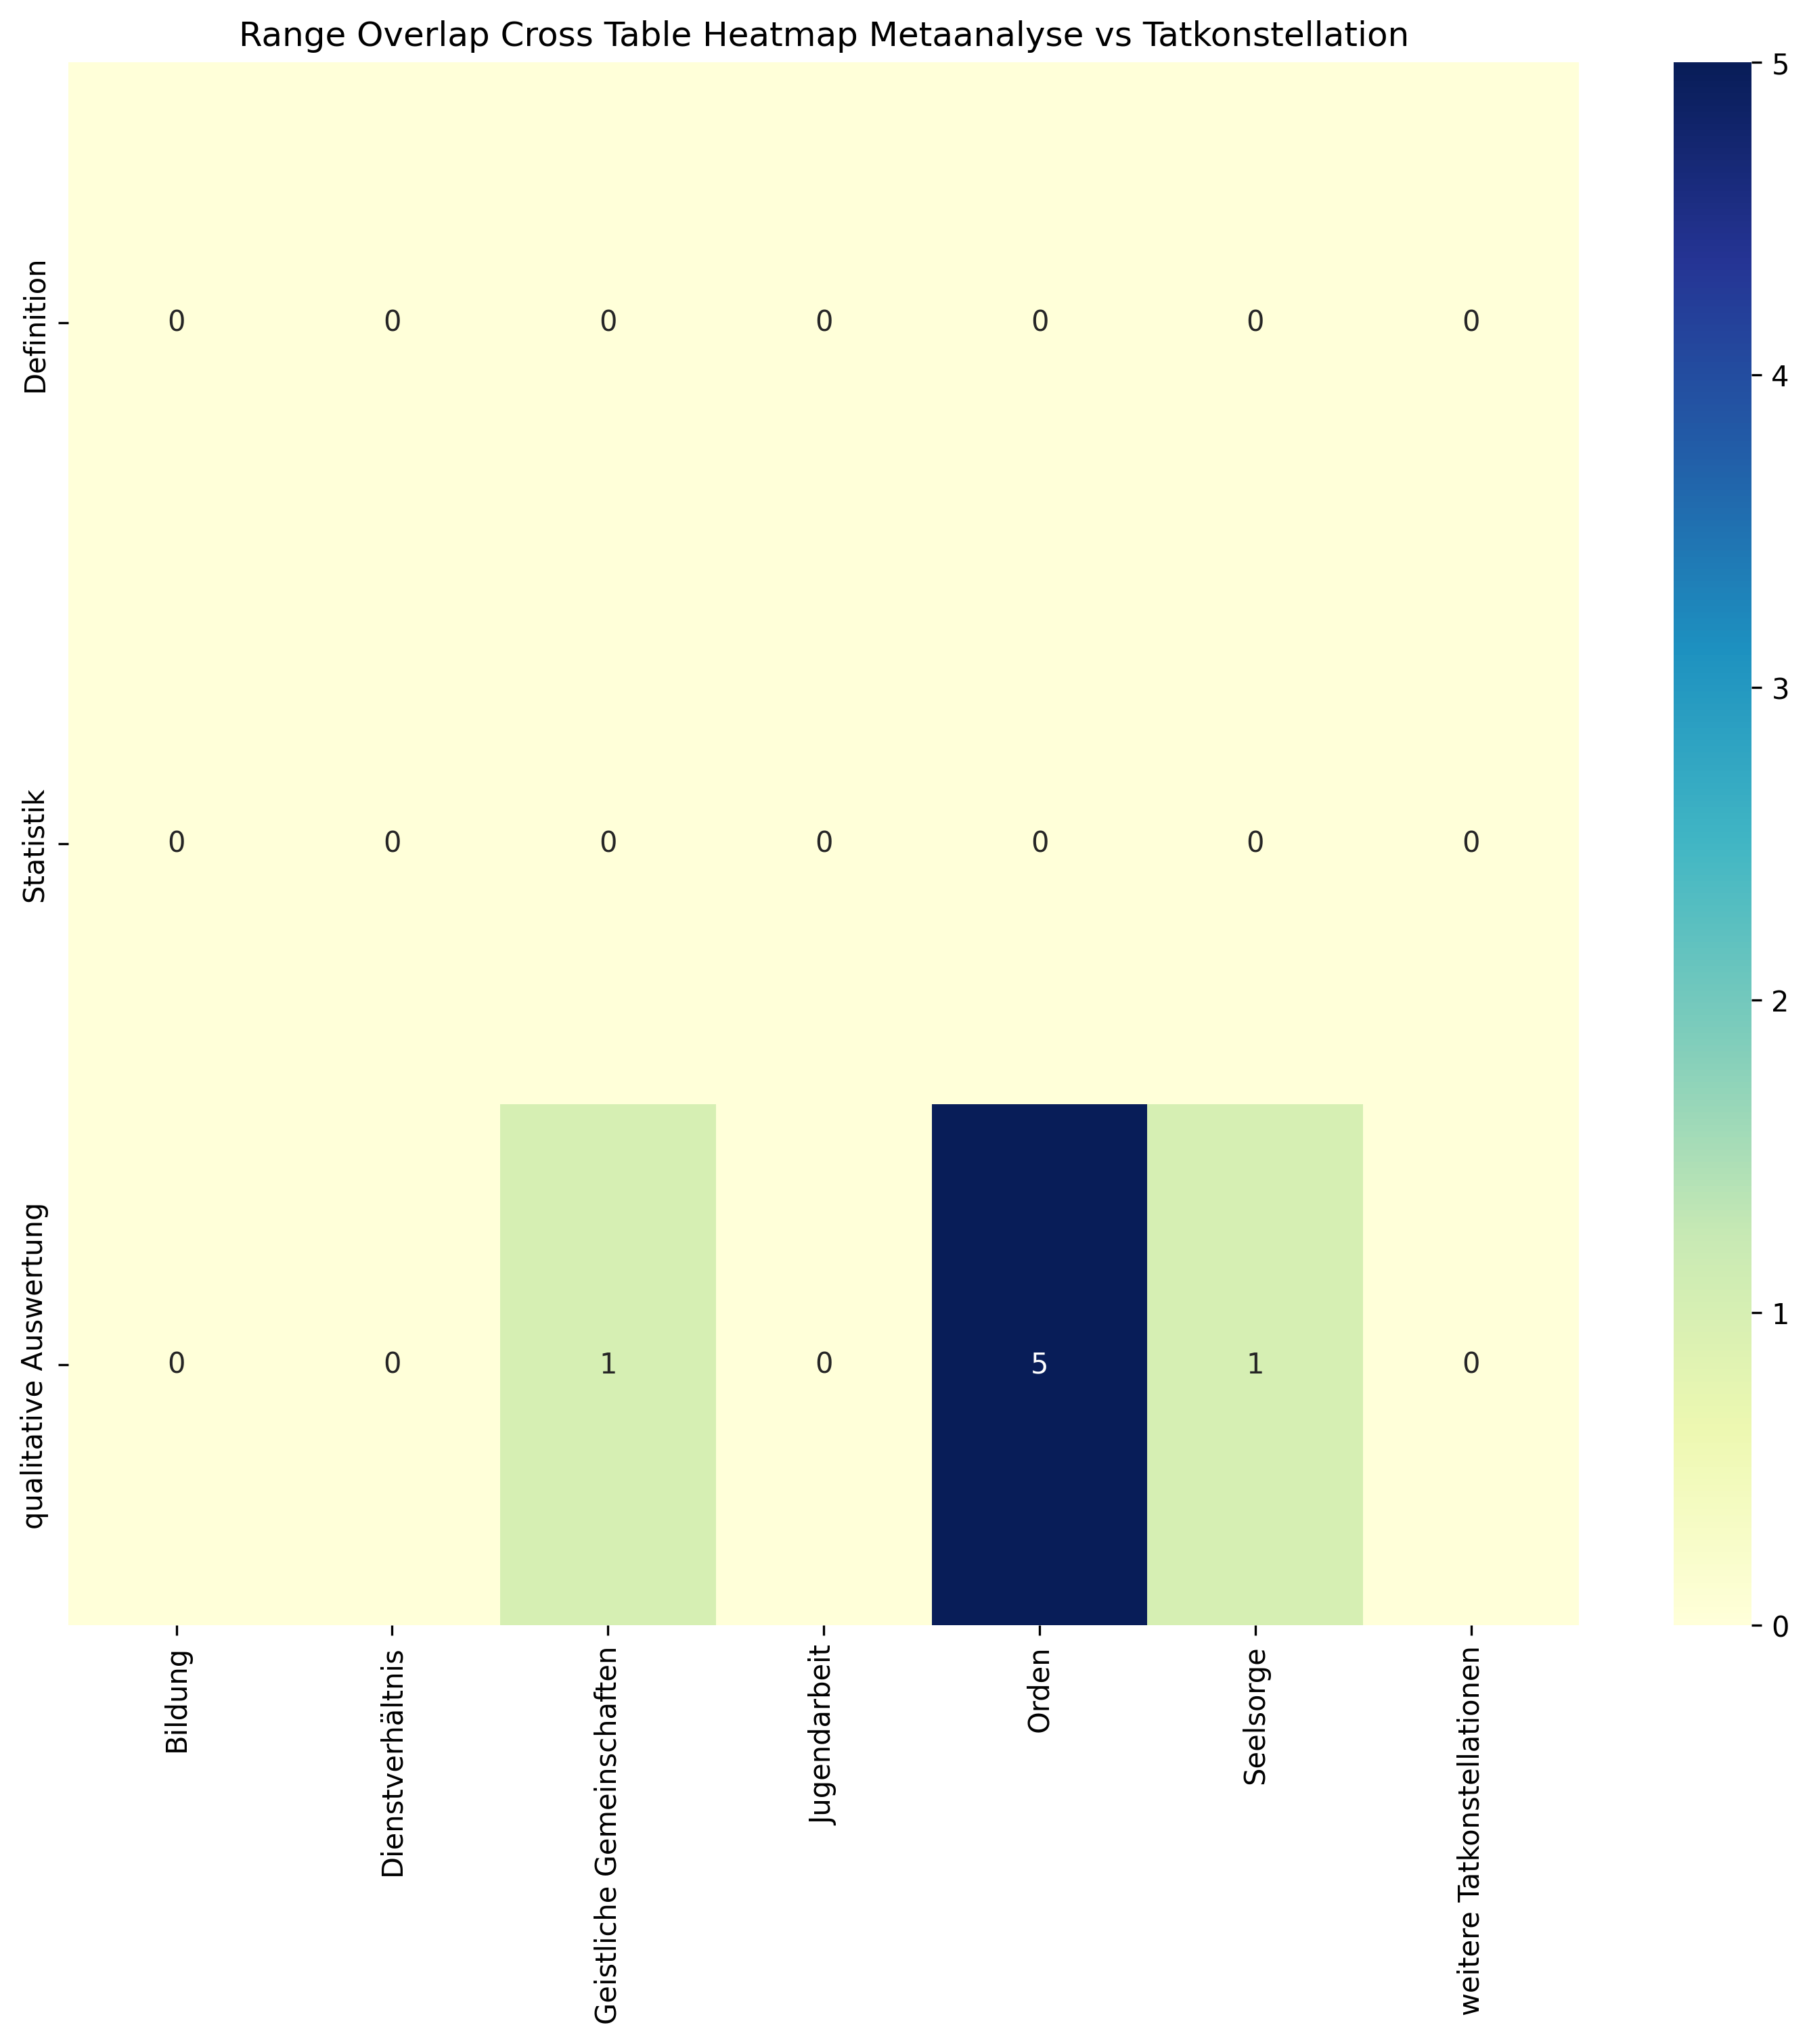 Range Overlap Cross Table Heatmap Metaanalyse vs Tatkonstellation
Definition
0 0 0 0 0 0 0
Statistik
0 0 0 0 0 0 0
qualitative Auswertung
0 0 1 0 5 1 0
Bildung
Dienstverhältnis
Geistliche Gemeinschaften
Jugendarbeit
Orden
Seelsorge
weitere Tatkonstellationen
5
4
3
2
1
0